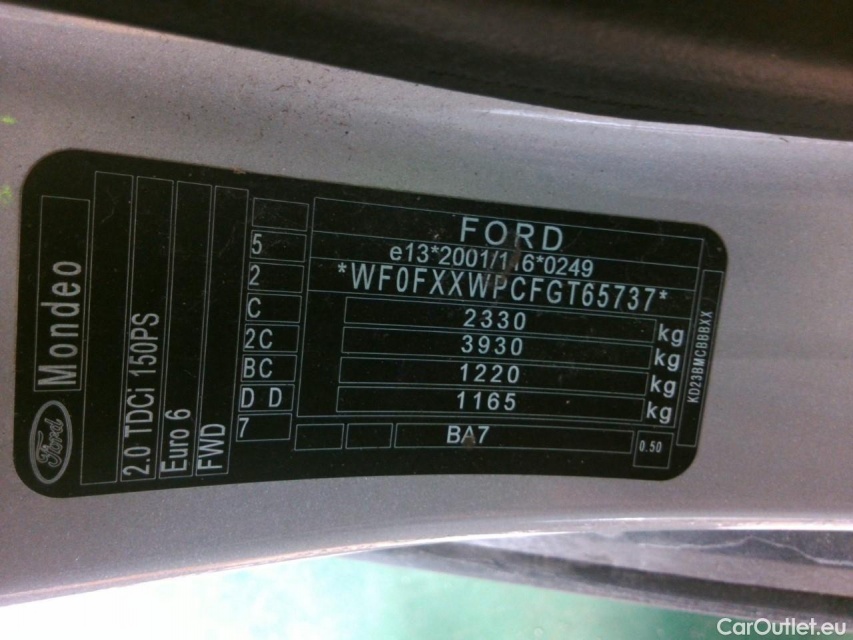 FORD
e13*2001/116*0249
*WF0FXXWPCFGT65737*
2330 kg
3930 kg
1220 kg
1165 kg
BA7
0.50
KD23BMCBBBXX
5
2
C
2C
BC
D D
7
Ford
Mondeo
2.0 TDCi 150PS
Euro 6
FWD
CarOutlet.eu